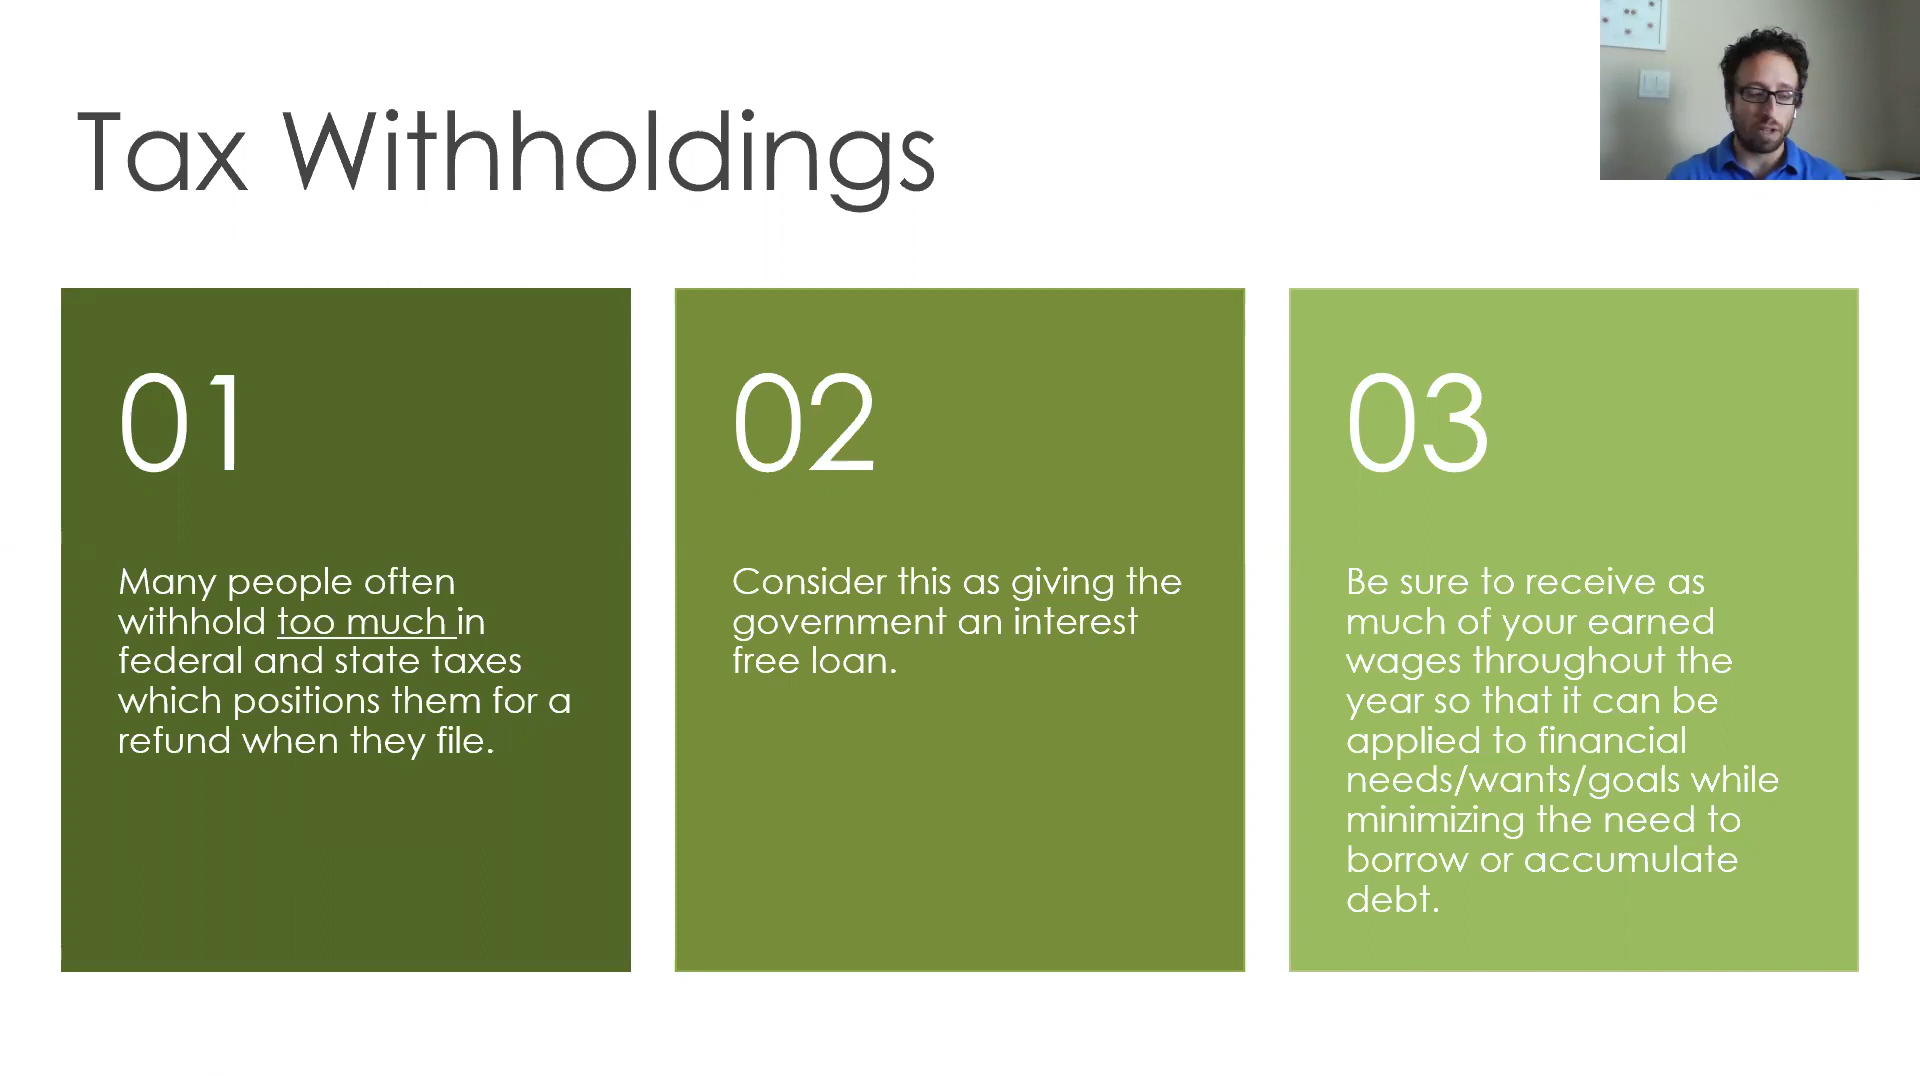 Tax Withholdings
01
Many people often
withhold too much in
federal and state taxes
which positions them for a
refund when they file.
02
Consider this as giving the
government an interest
free loan.
03
Be sure to receive as
much of your earned
wages throughout the
year so that it can be
applied to financial
needs/wants/goals while
minimizing the need to
borrow or accumulate
debt.